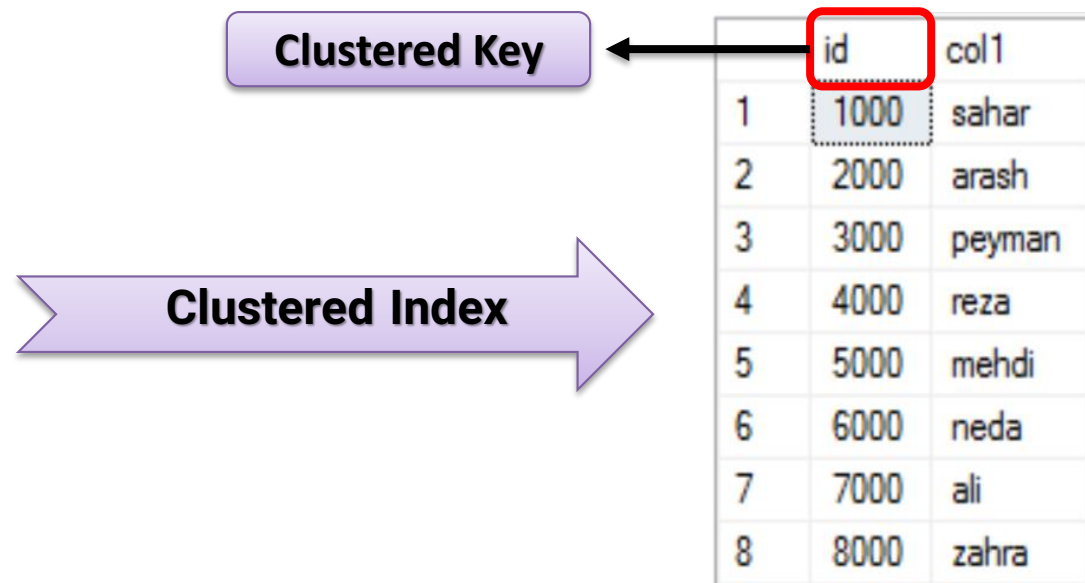 Clustered Key
id col1
1 1000 sahar
2 2000 arash
3 3000 peyman
Clustered Index
4 4000 reza
5 5000 mehdi
6 6000 neda
7 7000 ali
8 8000 zahra